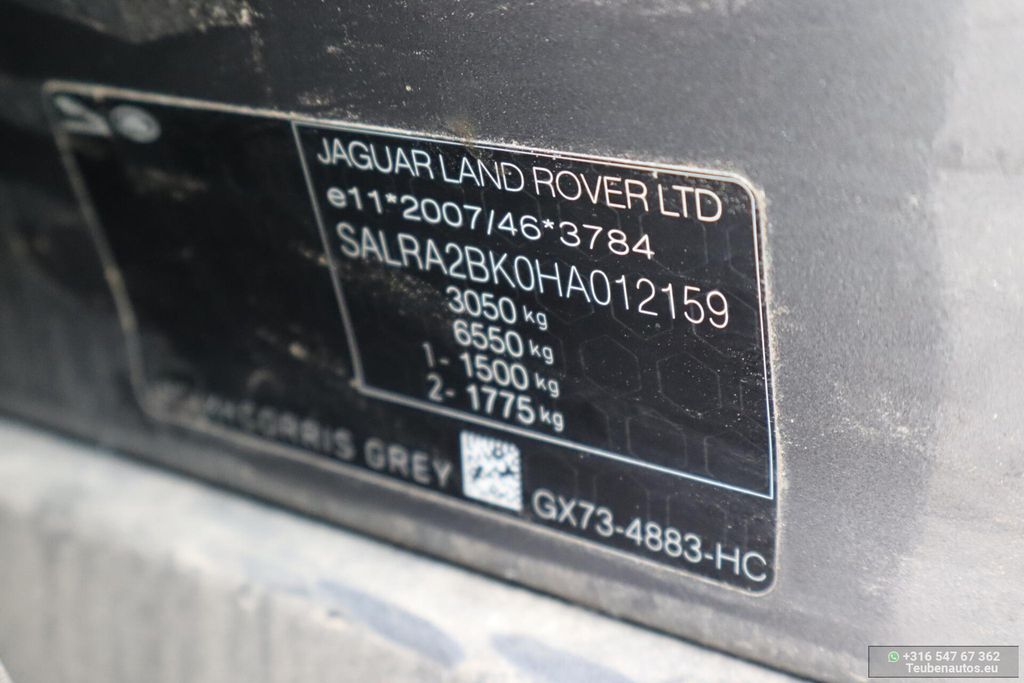 JAGUAR LAND ROVER LTD
e11*2007/46*3784
SALRA2BK0HA012159
3050 kg
6550 kg
1- 1500 kg
2- 1775 kg
CORRIS GREY
GX73-4883-HC
+316 547 67 362
Teubenautos.eu